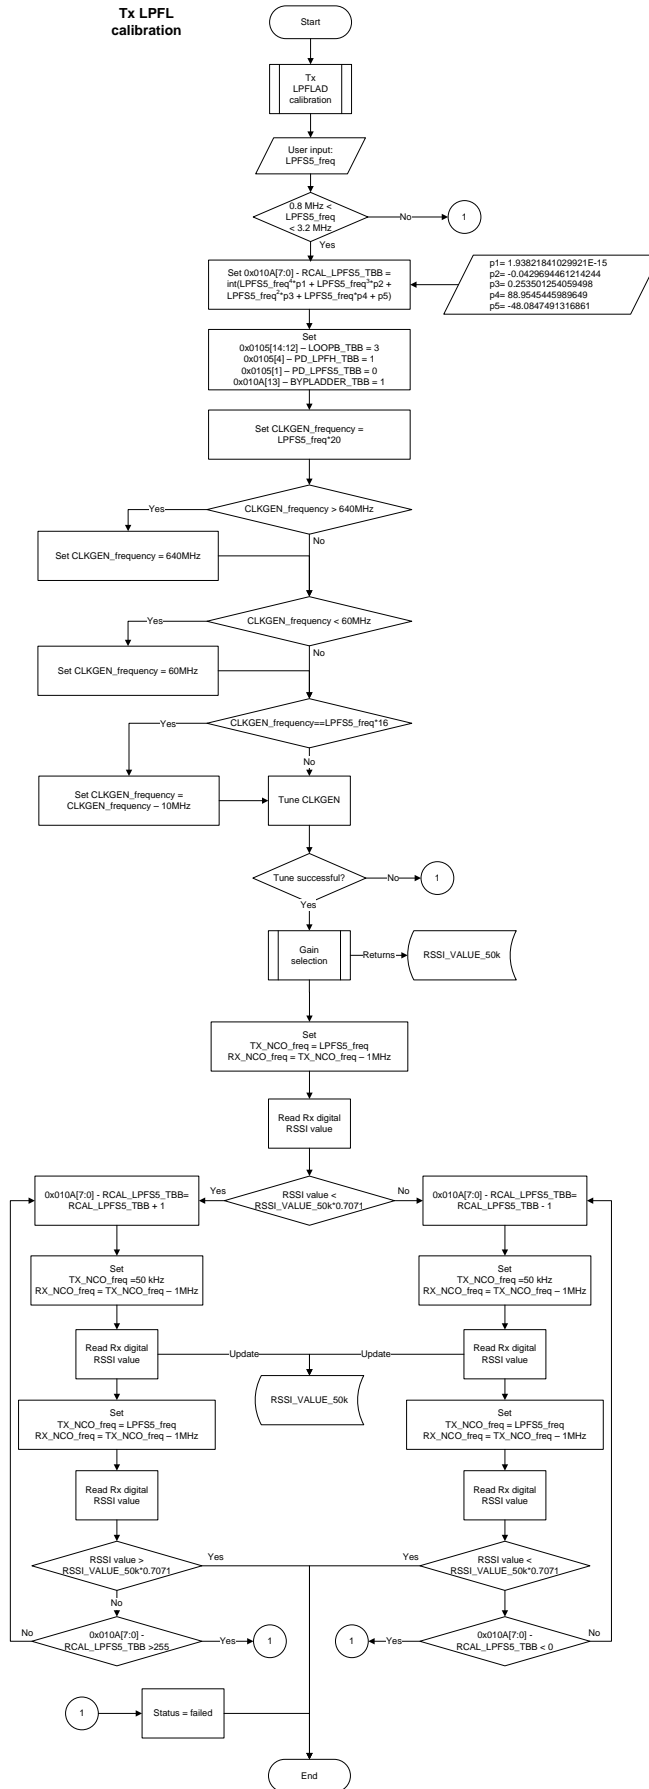 Tx LPFL
calibration
Start
Tx
LPFLAD
calibration
User input:
LPFS5_freq
0.8 MHz <
LPFS5_freq
< 3.2 MHz
No
1
Yes
Set 0x010A[7:0] - RCAL_LPFS5_TBB =
int(LPFS5_freq⁴*p1 + LPFS5_freq³*p2 +
LPFS5_freq²*p3 + LPFS5_freq*p4 + p5)
p1= 1.93821841029921E-15
p2= -0.0429694461214244
p3= 0.253501254059498
p4= 88.9545445989649
p5= -48.0847491316861
Set
0x0105[14:12] – LOOPB_TBB = 3
0x0105[4] – PD_LPFH_TBB = 1
0x0105[1] – PD_LPFS5_TBB = 0
0x010A[13] – BYPLADDER_TBB = 1
Set CLKGEN_frequency =
LPFS5_freq*20
CLKGEN_frequency > 640MHz
Yes
No
Set CLKGEN_frequency = 640MHz
CLKGEN_frequency < 60MHz
Yes
No
Set CLKGEN_frequency = 60MHz
CLKGEN_frequency==LPFS5_freq*16
Yes
No
Set CLKGEN_frequency =
CLKGEN_frequency – 10MHz
Tune CLKGEN
Tune successful?
No
1
Yes
Gain
selection
Returns
RSSI_VALUE_50k
Set
TX_NCO_freq = LPFS5_freq
RX_NCO_freq = TX_NCO_freq – 1MHz
Read Rx digital
RSSI value
RSSI value <
RSSI_VALUE_50k*0.7071
Yes
No
0x010A[7:0] - RCAL_LPFS5_TBB=
RCAL_LPFS5_TBB + 1
0x010A[7:0] - RCAL_LPFS5_TBB=
RCAL_LPFS5_TBB - 1
Set
TX_NCO_freq =50 kHz
RX_NCO_freq = TX_NCO_freq – 1MHz
Set
TX_NCO_freq =50 kHz
RX_NCO_freq = TX_NCO_freq – 1MHz
Read Rx digital
RSSI value
Update
Update
Read Rx digital
RSSI value
RSSI_VALUE_50k
Set
TX_NCO_freq = LPFS5_freq
RX_NCO_freq = TX_NCO_freq – 1MHz
Set
TX_NCO_freq = LPFS5_freq
RX_NCO_freq = TX_NCO_freq – 1MHz
Read Rx digital
RSSI value
Read Rx digital
RSSI value
RSSI value >
RSSI_VALUE_50k*0.7071
Yes
Yes
RSSI value <
RSSI_VALUE_50k*0.7071
No
No
0x010A[7:0] -
RCAL_LPFS5_TBB >255
Yes
1
1
Yes
0x010A[7:0] -
RCAL_LPFS5_TBB < 0
No
No
1
Status = failed
End